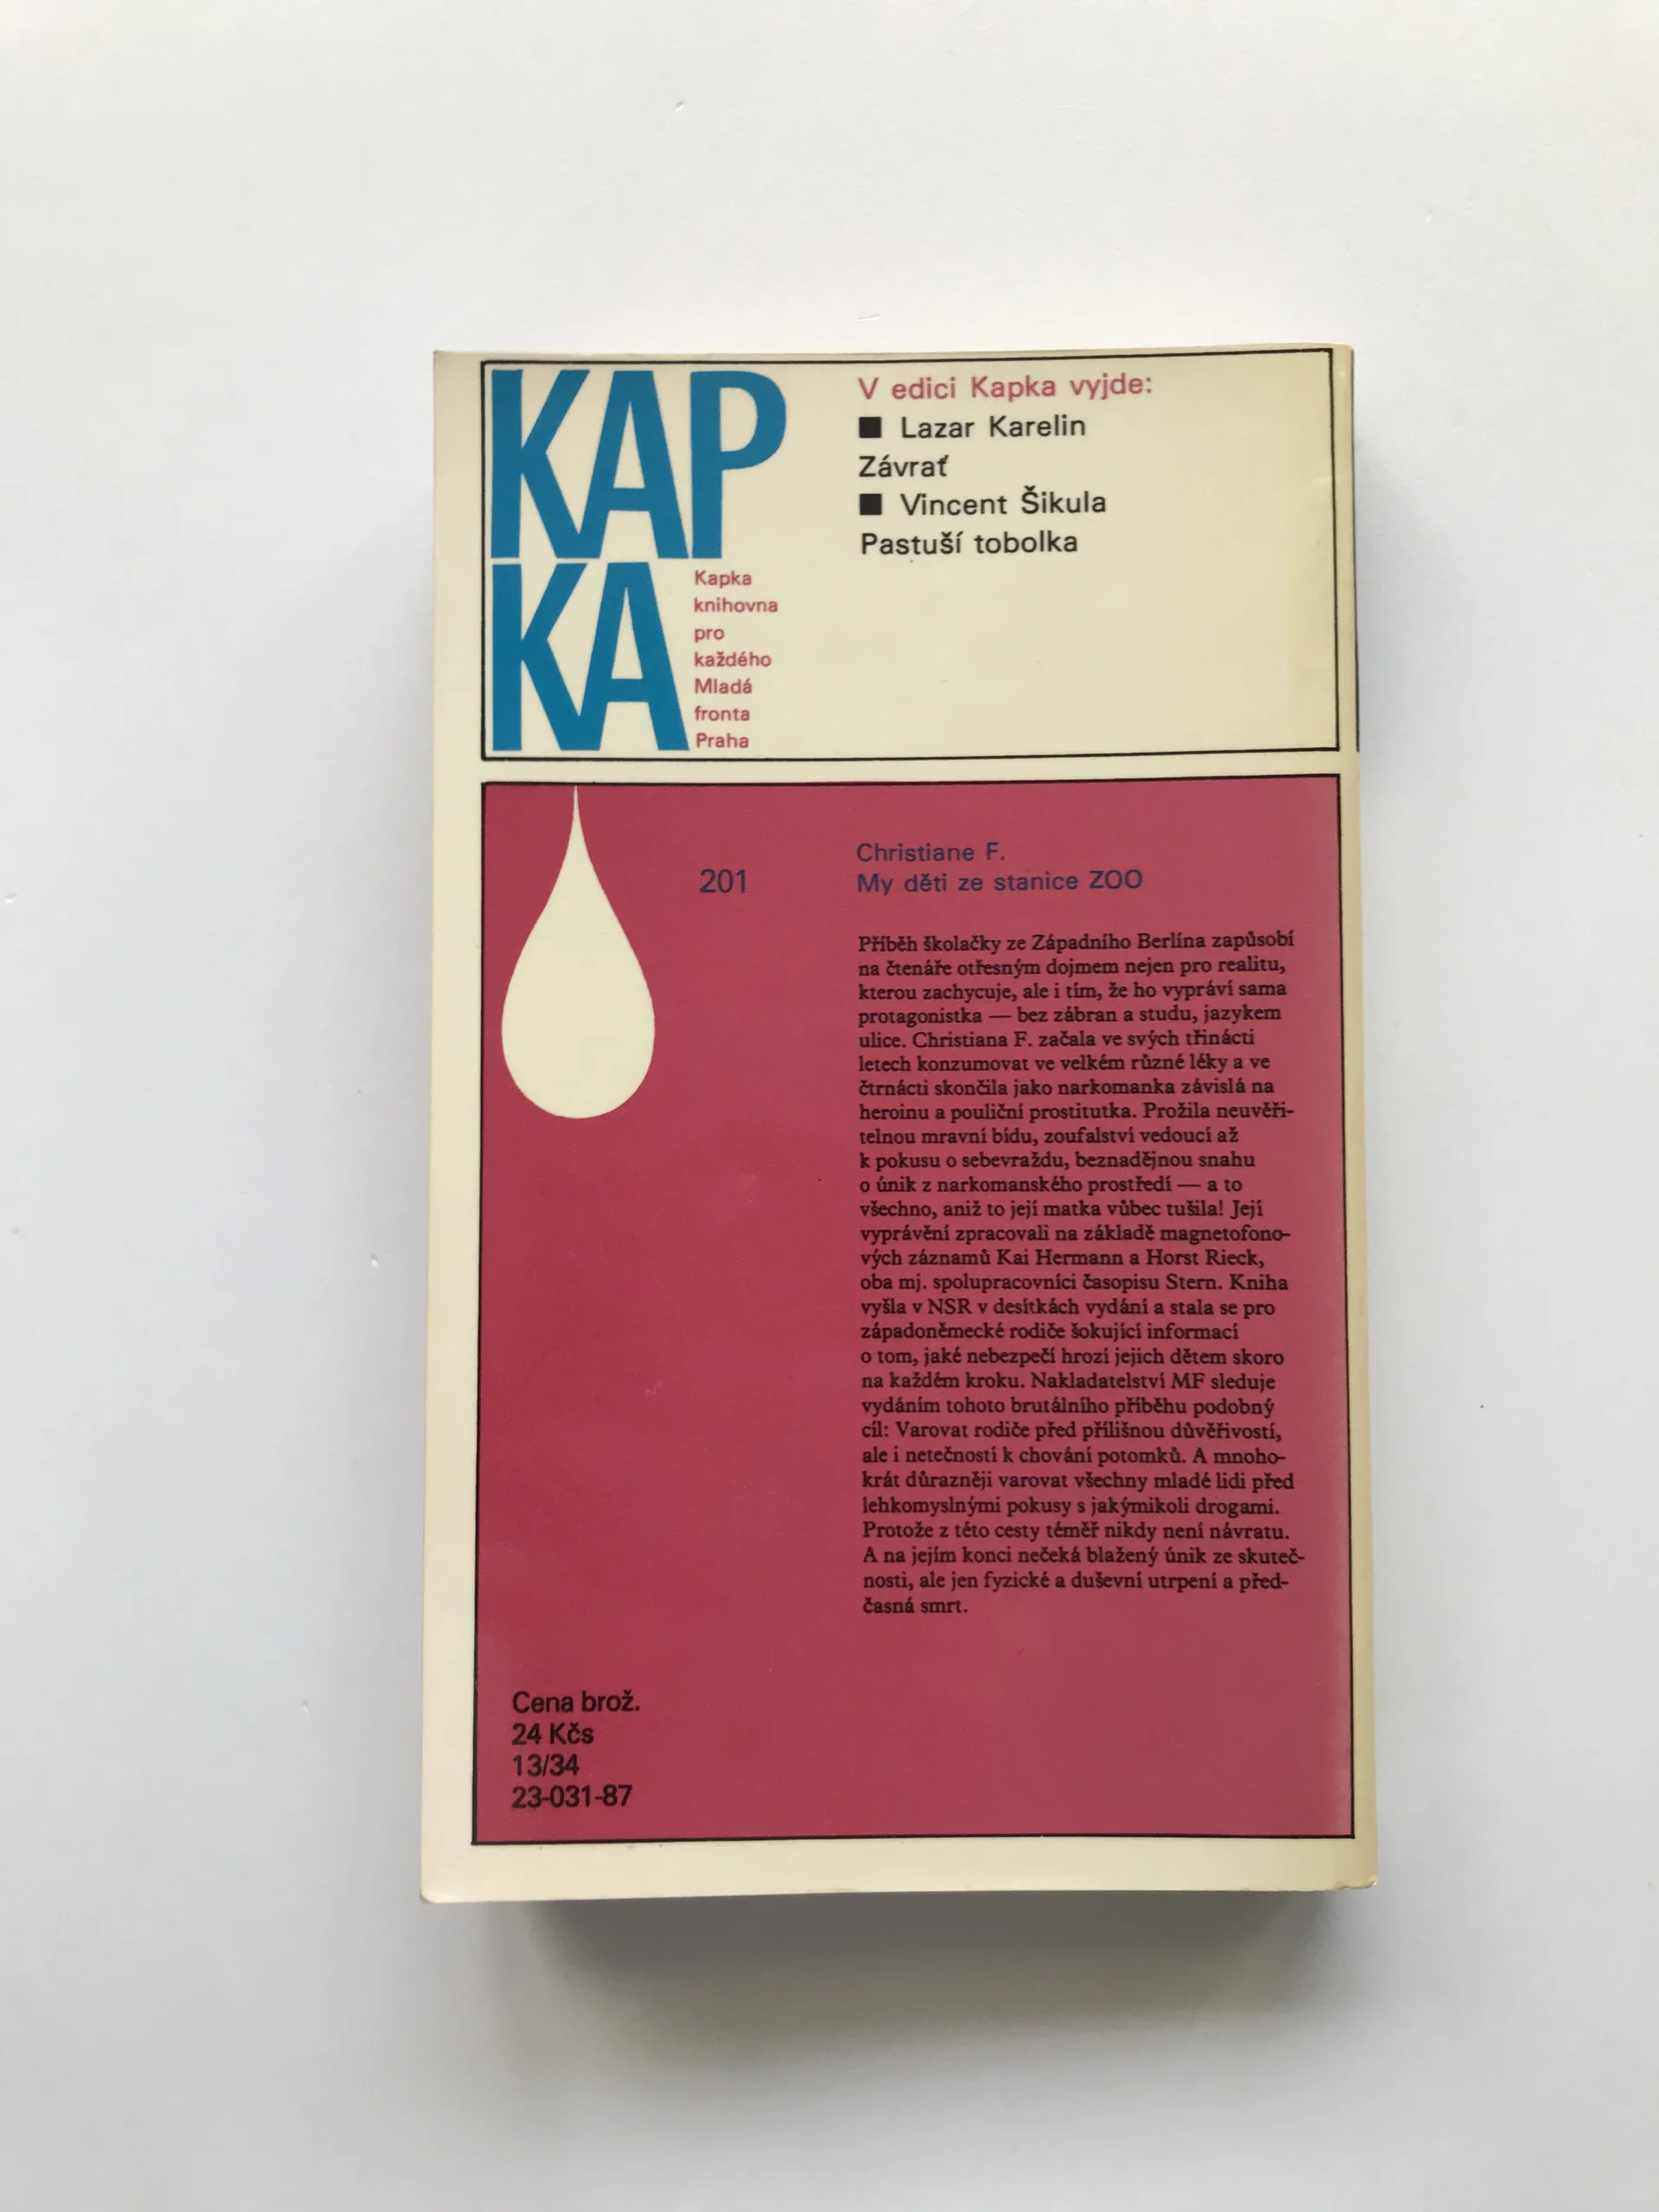 KAP
KA
Kapka
knihovna
pro
každého
Mladá
fronta
Praha
V edici Kapka vyjde:
■ Lazar Karelin
Závrať
■ Vincent Šikula
Pastuší tobolka
201
Christiane F.
My děti ze stanice ZOO
Příběh školačky ze Západního Berlína zapůsobí
na čtenáře otřesným dojmem nejen pro realitu,
kterou zachycuje, ale i tím, že ho vypráví sama
protagonistka — bez zábran a studu, jazykem
ulice. Christiana F. začala ve svých třinácti
letech konzumovat ve velkém různé léky a ve
čtrnácti skončila jako narkomanka závislá na
heroinu a pouliční prostitutka. Prožila neuvěři-
telnou mravní bídu, zoufalství vedoucí až
k pokusu o sebevraždu, beznadějnou snahu
o únik z narkomanského prostředí — a to
všechno, aniž to její matka vůbec tušila! Její
vyprávění zpracovali na základě magnetofono-
vých záznamů Kai Hermann a Horst Rieck,
oba mj. spolupracovníci časopisu Stern. Kniha
vyšla v NSR v desítkách vydání a stala se pro
západoněmecké rodiče šokující informací
o tom, jaké nebezpečí hrozí jejich dětem skoro
na každém kroku. Nakladatelství MF sleduje
vydáním tohoto brutálního příběhu podobný
cíl: Varovat rodiče před přílišnou důvěřivostí,
ale i netečností k chování potomků. A mnoho-
krát důrazněji varovat všechny mladé lidi před
lehkomyslnými pokusy s jakýmikoli drogami.
Protože z této cesty téměř nikdy není návratu.
A na jejím konci nečeká blažený únik ze skuteč-
nosti, ale jen fyzické a duševní utrpení a před-
časná smrt.
Cena brož.
24 Kčs
13/34
23-031-87